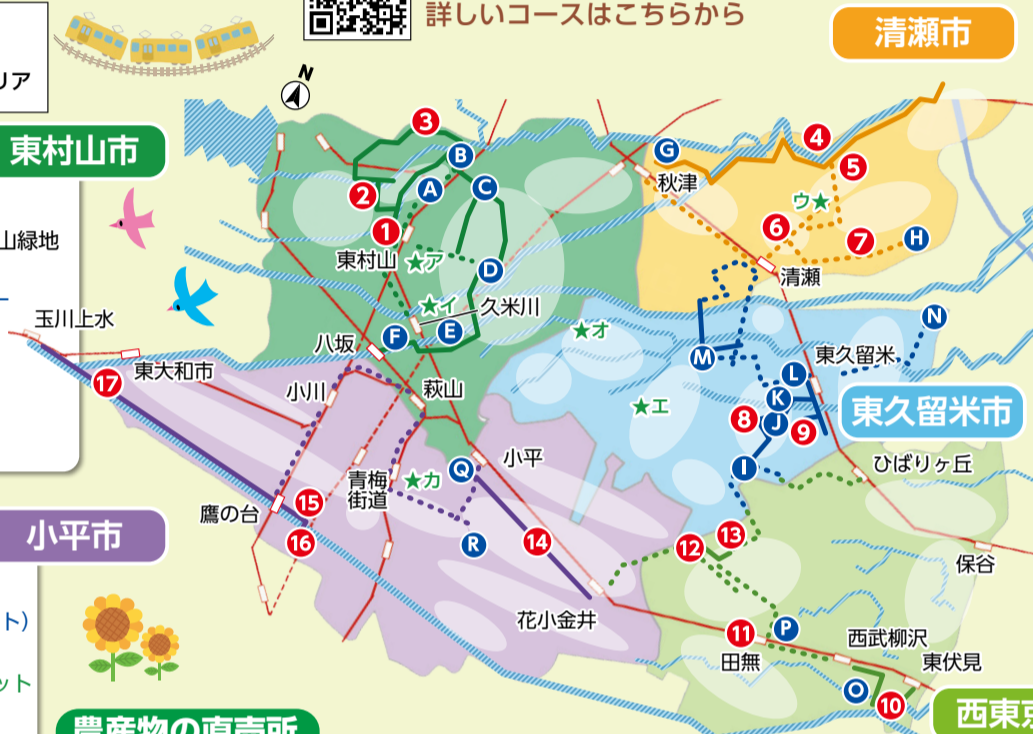 詳しいコースはこちらから
清瀬市
リア
N
東村山市
3
4
B
G
5
2
A
C
秋津
ウ★
山緑地
1
6
7
H
東村山
★ア
D
清瀬
★イ
久米川
玉川上水
F
E
★オ
N
八坂
M
東久留米
東大和市
17
小川
萩山
L
K
★エ
8
J
9
東久留米市
小平
Q
I
ひばりヶ丘
青梅
街道
★カ
鷹の台
15
小平市
16
R
14
12
13
保谷
ト)
花小金井
11
P
西武柳沢
田無
東伏見
ット
O
10
農産物の直売所
西東京